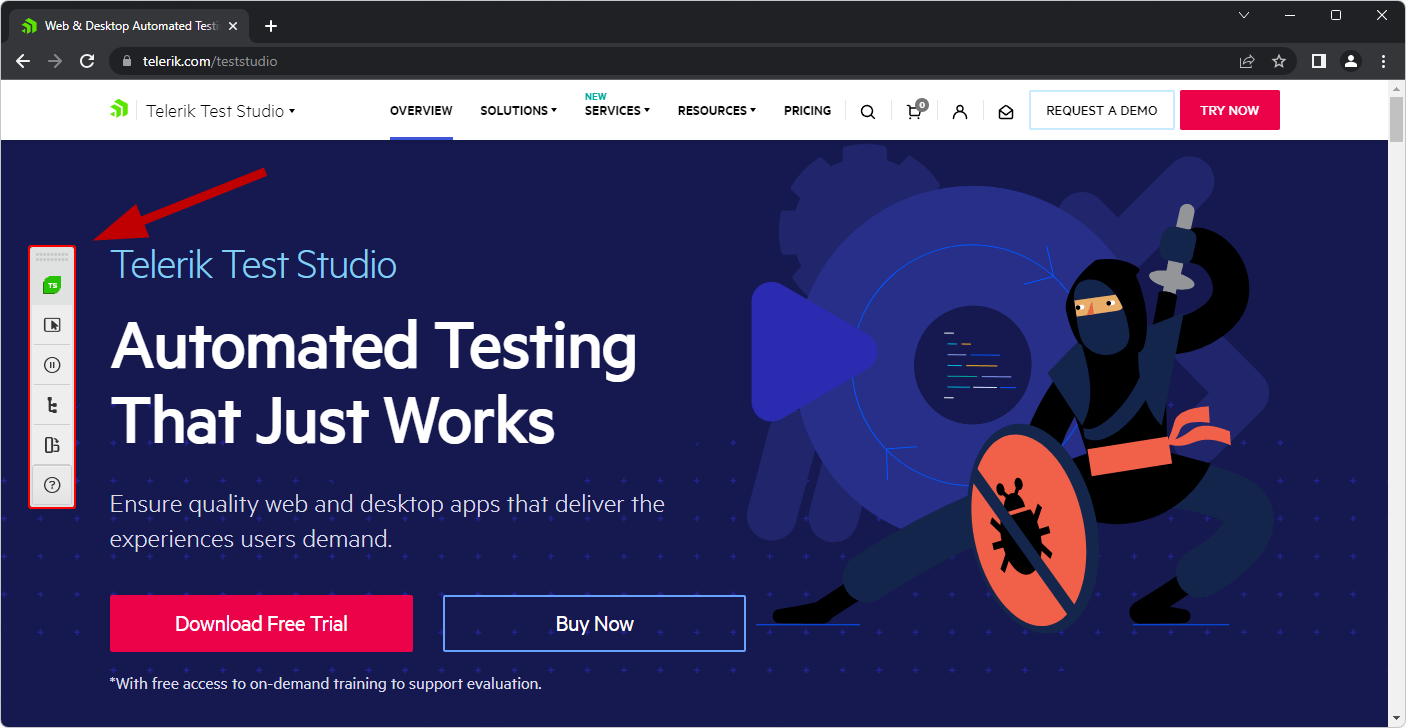 Web & Desktop Automated Testi
telerik.com/teststudio
Telerik Test Studio
OVERVIEW
SOLUTIONS
NEW
SERVICES
RESOURCES
PRICING
0
REQUEST A DEMO
TRY NOW
TS
Telerik Test Studio
Automated Testing
That Just Works
Ensure quality web and desktop apps that deliver the
experiences users demand.
Download Free Trial
Buy Now
*With free access to on-demand training to support evaluation.